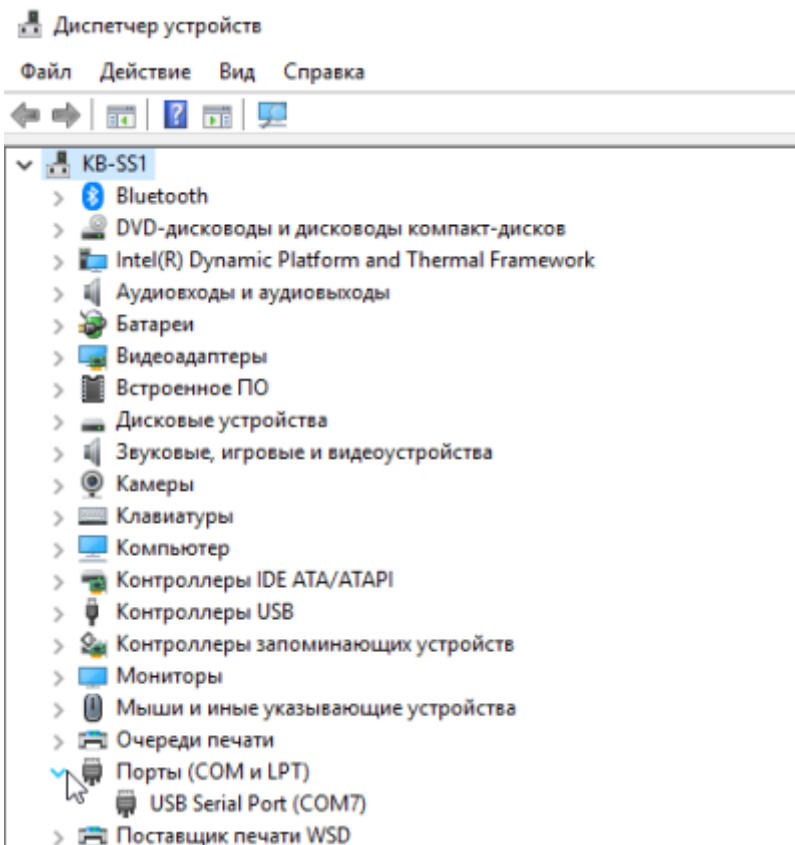 Диспетчер устройств
Файл Действие Вид Справка
KB-SS1
Bluetooth
DVD-дисководы и дисководы компакт-дисков
Intel(R) Dynamic Platform and Thermal Framework
Аудиовходы и аудиовыходы
Батареи
Видеоадаптеры
Встроенное ПО
Дисковые устройства
Звуковые, игровые и видеоустройства
Камеры
Клавиатуры
Компьютер
Контроллеры IDE ATA/ATAPI
Контроллеры USB
Контроллеры запоминающих устройств
Мониторы
Мыши и иные указывающие устройства
Очереди печати
Порты (COM и LPT)
USB Serial Port (COM7)
Поставщик печати WSD